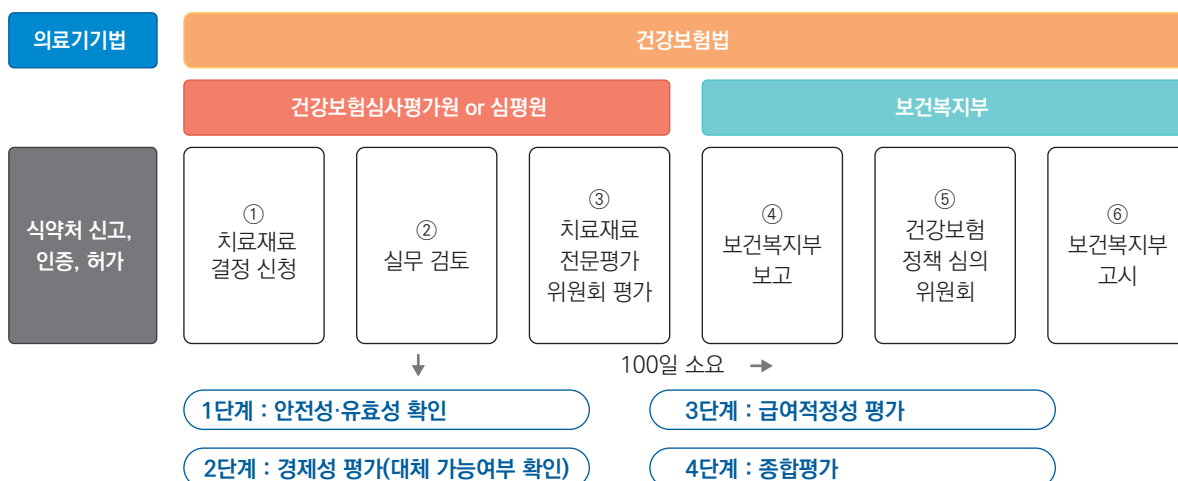 의료기기법
건강보험법
건강보험심사평가원 or 심평원
보건복지부
식약처 신고,
인증, 허가
①
치료재료
결정 신청
②
실무 검토
③
치료재료
전문평가
위원회 평가
④
보건복지부
보고
⑤
건강보험
정책 심의
위원회
⑥
보건복지부
고시
↓
100일 소요 →
1단계 : 안전성·유효성 확인
3단계 : 급여적정성 평가
2단계 : 경제성 평가(대체 가능여부 확인)
4단계 : 종합평가